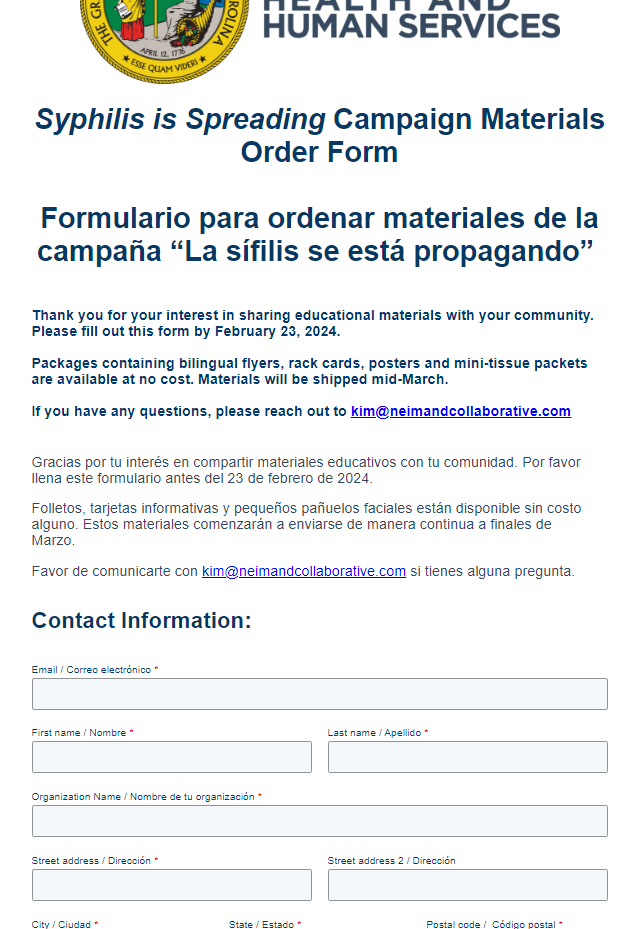 THE GR
ROLINA
APRIL 12, 1776
ESSE QUAM VIDERI
HEALTH AND
HUMAN SERVICES
Syphilis is Spreading Campaign Materials
Order Form
Formulario para ordenar materiales de la
campaña “La sífilis se está propagando”
Thank you for your interest in sharing educational materials with your community.
Please fill out this form by February 23, 2024.
Packages containing bilingual flyers, rack cards, posters and mini-tissue packets
are available at no cost. Materials will be shipped mid-March.
If you have any questions, please reach out to kim@neimandcollaborative.com
Gracias por tu interés en compartir materiales educativos con tu comunidad. Por favor
llena este formulario antes del 23 de febrero de 2024.
Folletos, tarjetas informativas y pequeños pañuelos faciales están disponible sin costo
alguno. Estos materiales comenzarán a enviarse de manera continua a finales de
Marzo.
Favor de comunicarte con kim@neimandcollaborative.com si tienes alguna pregunta.
Contact Information:
Email / Correo electrónico *
First name / Nombre * Last name / Apellido *
Organization Name / Nombre de tu organización *
Street address / Dirección * Street address 2 / Dirección
City / Ciudad * State / Estado * Postal code / Código postal *